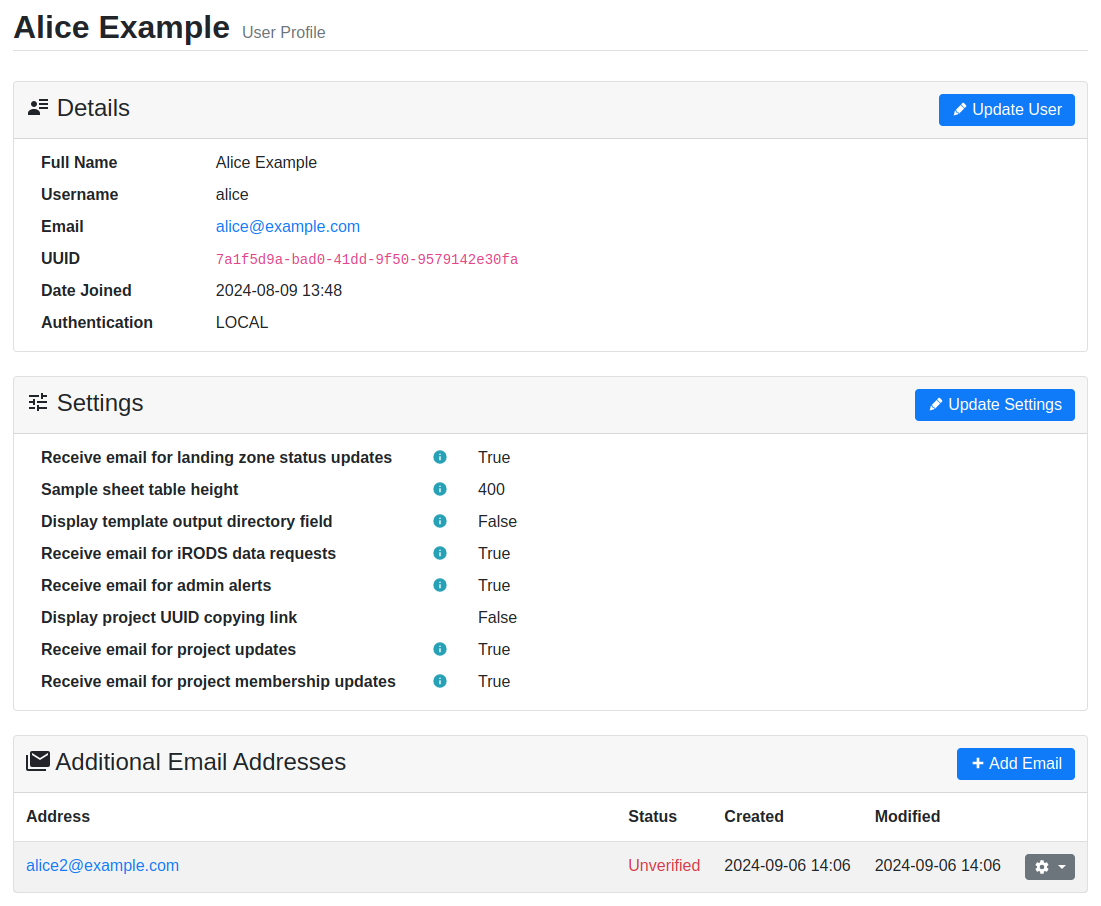 Alice Example User Profile
Details
Update User
Full Name Alice Example
Username alice
Email alice@example.com
UUID 7a1f5d9a-bad0-41dd-9f50-9579142e30fa
Date Joined 2024-08-09 13:48
Authentication LOCAL
Settings
Update Settings
Receive email for landing zone status updates True
Sample sheet table height 400
Display template output directory field False
Receive email for iRODS data requests True
Receive email for admin alerts True
Display project UUID copying link False
Receive email for project updates True
Receive email for project membership updates True
Additional Email Addresses
Add Email
Address Status Created Modified
alice2@example.com Unverified 2024-09-06 14:06 2024-09-06 14:06